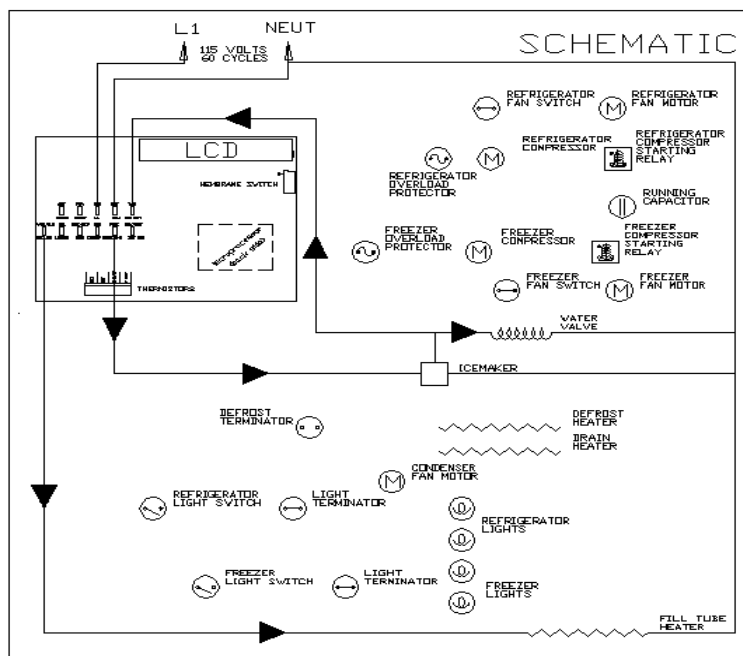 L1
NEUT
115 VOLTS
60 CYCLES
SCHEMATIC
REFRIGERATOR
FAN SWITCH
M
REFRIGERATOR
FAN MOTOR
LCD
MEMBRANE SWITCH
REFRIGERATOR
OVERLOAD
PROTECTOR
M
REFRIGERATOR
CONPRESSOR
REFRIGERATOR
COMPRESSOR
STARTING
RELAY
RUNNING
CAPACITOR
FREEZER
OVERLOAD
PROTECTOR
M
FREEZER
CONPRESSOR
FREEZER
COMPRESSOR
STARTING
RELAY
FREEZER
FAN SWITCH
M
FREEZER
FAN MOTOR
THERMISTORS
WATER
VALVE
ICEMAKER
DEFROST
TERMINATOR
DEFROST
HEATER
DRAIN
HEATER
M
CONDENSER
FAN MOTOR
REFRIGERATOR
LIGHT SWITCH
LIGHT
TERMINATOR
REFRIGERATOR
LIGHTS
FREEZER
LIGHT SWITCH
LIGHT
TERNINATOR
FREEZER
LIGHTS
FILL TUBE
HEATER